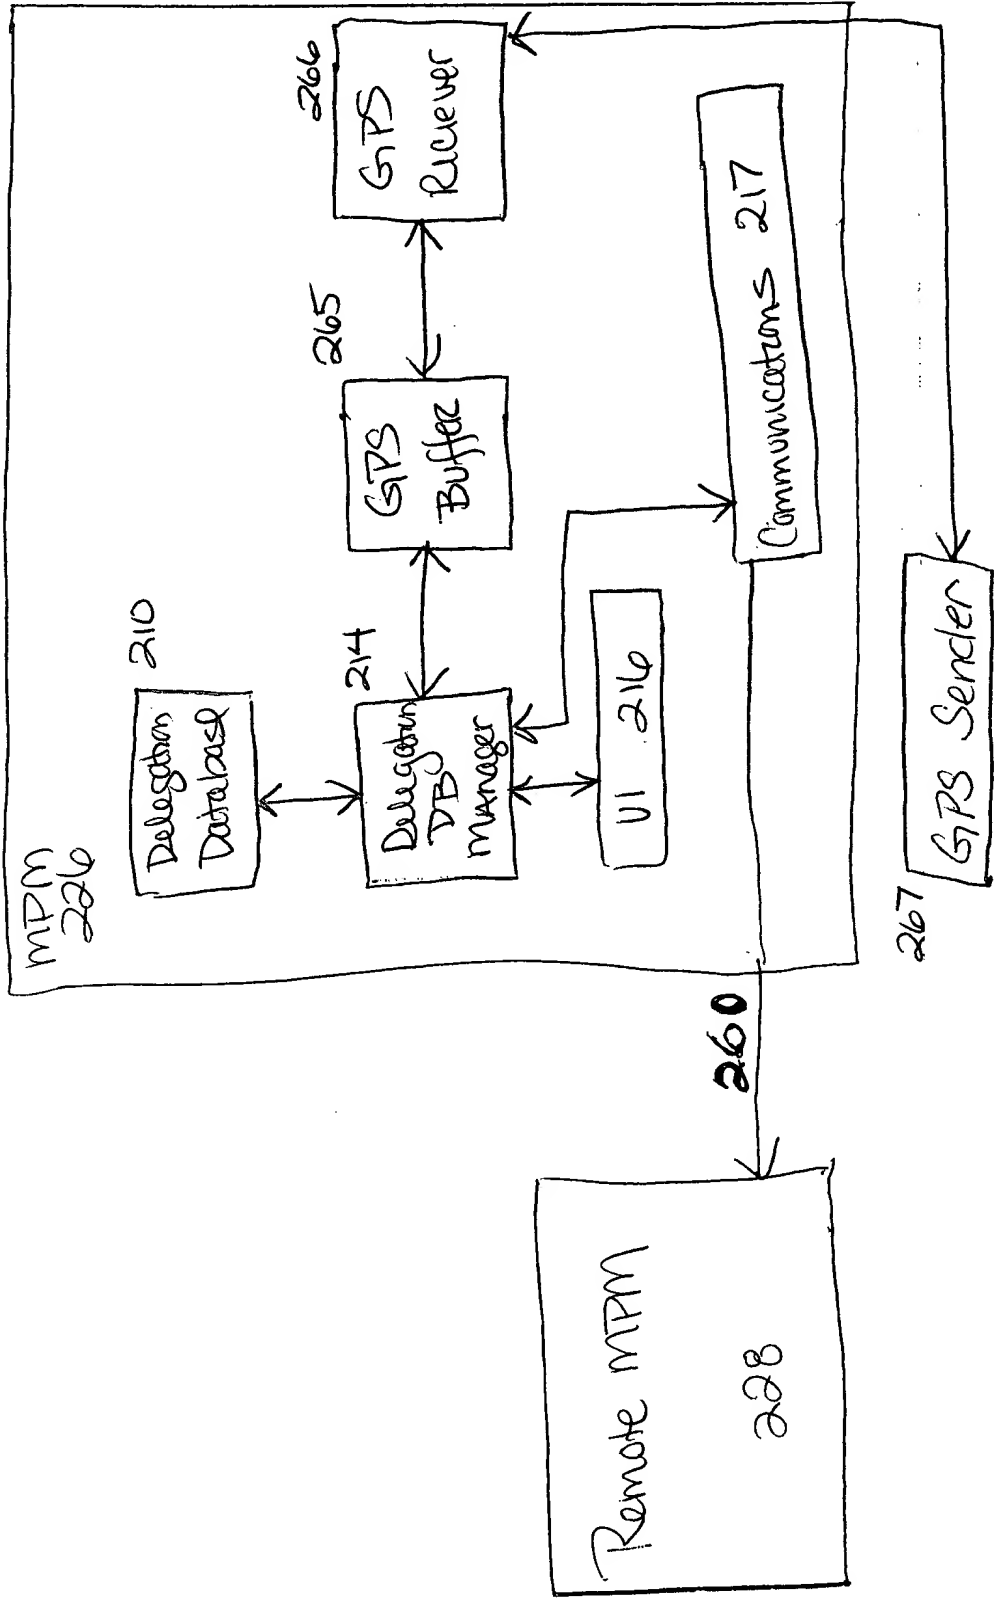 MPM
226
Delegation
Database
210
Delegation
DB
Manager
214
GPS
Buffer
265
GPS
Reciever
266
UI 216
Communications 217
Remote MPM
228
260
GPS Sender
267